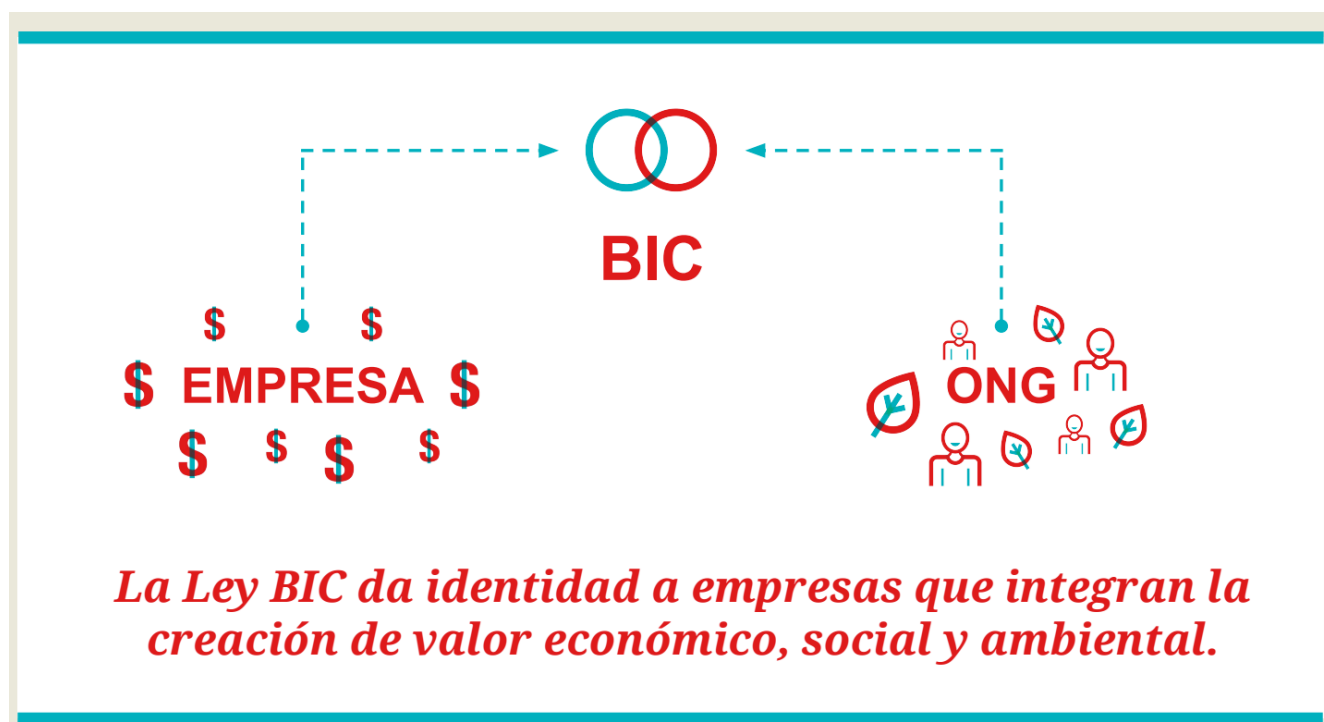 BIC
$ $
$ EMPRESA $
$ $ $ $
ONG
La Ley BIC da identidad a empresas que integran la
creación de valor económico, social y ambiental.